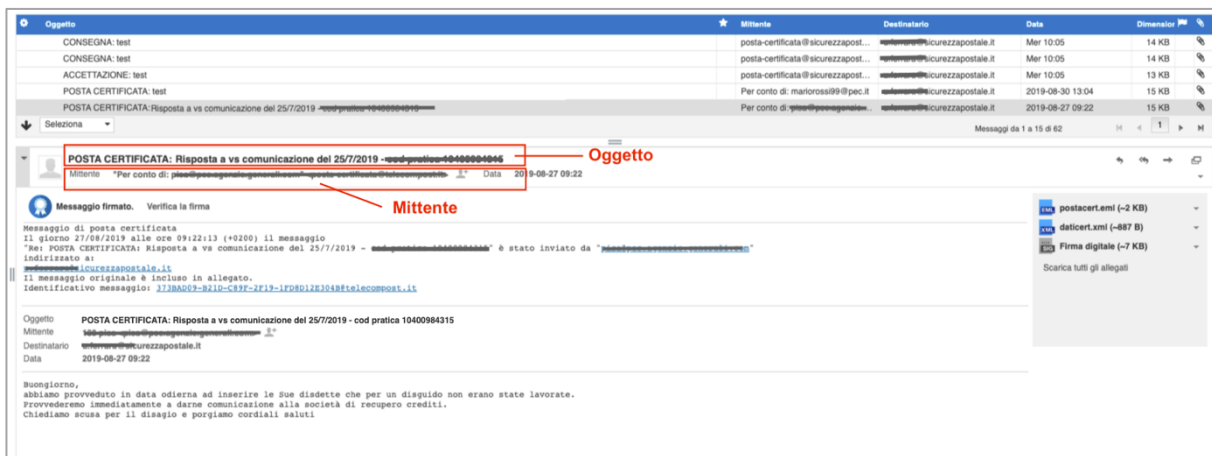 Oggetto Mittente Destinatario Data Dimension
CONSEGNA: test posta-certificata@sicurezzapost... sicurezzapostale.it Mer 10:05 14 KB
CONSEGNA: test posta-certificata@sicurezzapost... sicurezzapostale.it Mer 10:05 14 KB
ACCETTAZIONE: test posta-certificata@sicurezzapost... sicurezzapostale.it Mer 10:05 13 KB
POSTA CERTIFICATA: test Per conto di: mariorossi99@pec.it sicurezzapostale.it 2019-08-30 13:04 15 KB
POSTA CERTIFICATA:Risposta a vs comunicazione del 25/7/2019 - Per conto di: sicurezzapostale.it 2019-08-27 09:22 15 KB
Seleziona Messaggi da 1 a 15 di 62 1
POSTA CERTIFICATA: Risposta a vs comunicazione del 25/7/2019 - Oggetto
Mittente "Per conto di: Data 2019-08-27 09:22
Mittente
Messaggio firmato. Verifica la firma
postacert.eml (~2 KB)
daticert.xml (~887 B)
Firma digitale (~7 KB)
Scarica tutti gli allegati
Messaggio di posta certificata
Il giorno 27/08/2019 alle ore 09:22:13 (+0200) il messaggio
"Re: POSTA CERTIFICATA: Risposta a vs comunicazione del 25/7/2019 - " è stato inviato da "
indirizzato a:
sicurezzapostale.it
Il messaggio originale è incluso in allegato.
Identificativo messaggio: 373BAD09-B21D-C89F-2F19-1FD8D12E304B@telecompost.it
Oggetto POSTA CERTIFICATA: Risposta a vs comunicazione del 25/7/2019 - cod pratica 10400984315
Mittente
Destinatario sicurezzapostale.it
Data 2019-08-27 09:22
Buongiorno,
abbiamo provveduto in data odierna ad inserire le Sue disdette che per un disguido non erano state lavorate.
Provvederemo immediatamente a darne comunicazione alla società di recupero crediti.
Chiediamo scusa per il disagio e porgiamo cordiali saluti